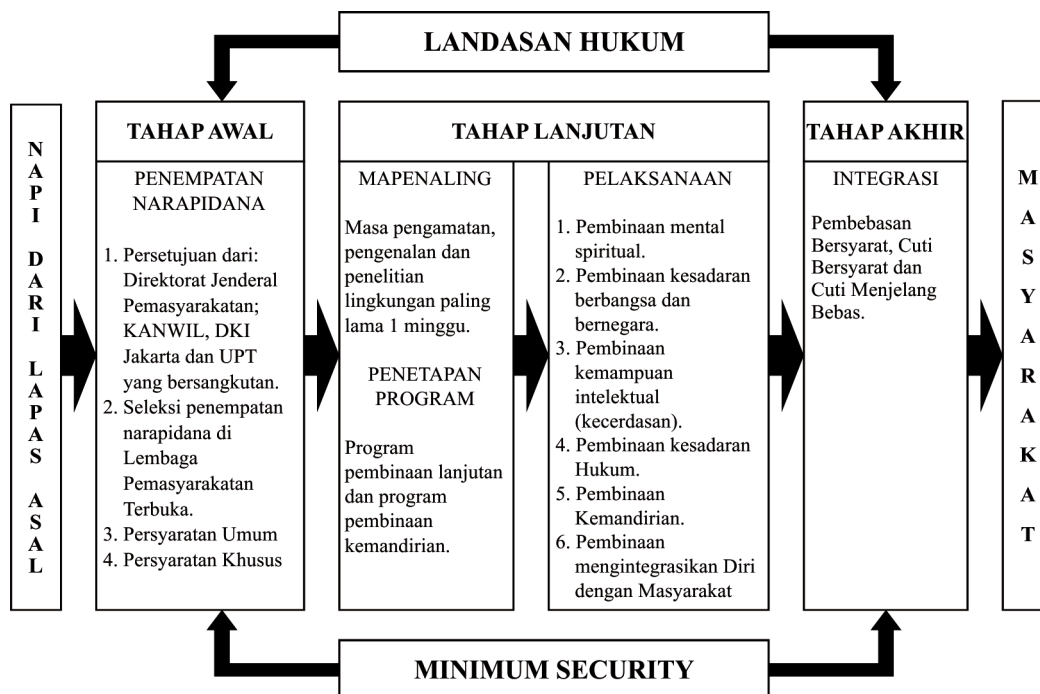 LANDASAN HUKUM
NAPI DARI LAPAS ASAL
TAHAP AWAL
PENEMPATAN
NARAPIDANA
1. Persetujuan dari:
Direktorat Jenderal
Pemasyarakatan;
KANWIL, DKI
Jakarta dan UPT
yang bersangkutan.
2. Seleksi penempatan
narapidana di
Lembaga
Pemasyarakatan
Terbuka.
3. Persyaratan Umum
4. Persyaratan Khusus
TAHAP LANJUTAN
MAPENALING
Masa pengamatan,
pengenalan dan
penelitian
lingkungan paling
lama 1 minggu.
PENETAPAN
PROGRAM
Program
pembinaan lanjutan
dan program
pembinaan
kemandirian.
PELAKSANAAN
1. Pembinaan mental
spiritual.
2. Pembinaan kesadaran
berbangsa dan
bernegara.
3. Pembinaan
kemampuan
intelektual
(kecerdasan).
4. Pembinaan kesadaran
Hukum.
5. Pembinaan
Kemandirian.
6. Pembinaan
mengintegrasikan Diri
dengan Masyarakat
TAHAP AKHIR
INTEGRASI
Pembebasan
Bersyarat, Cuti
Bersyarat dan
Cuti Menjelang
Bebas.
MASYARAKAT
MINIMUM SECURITY